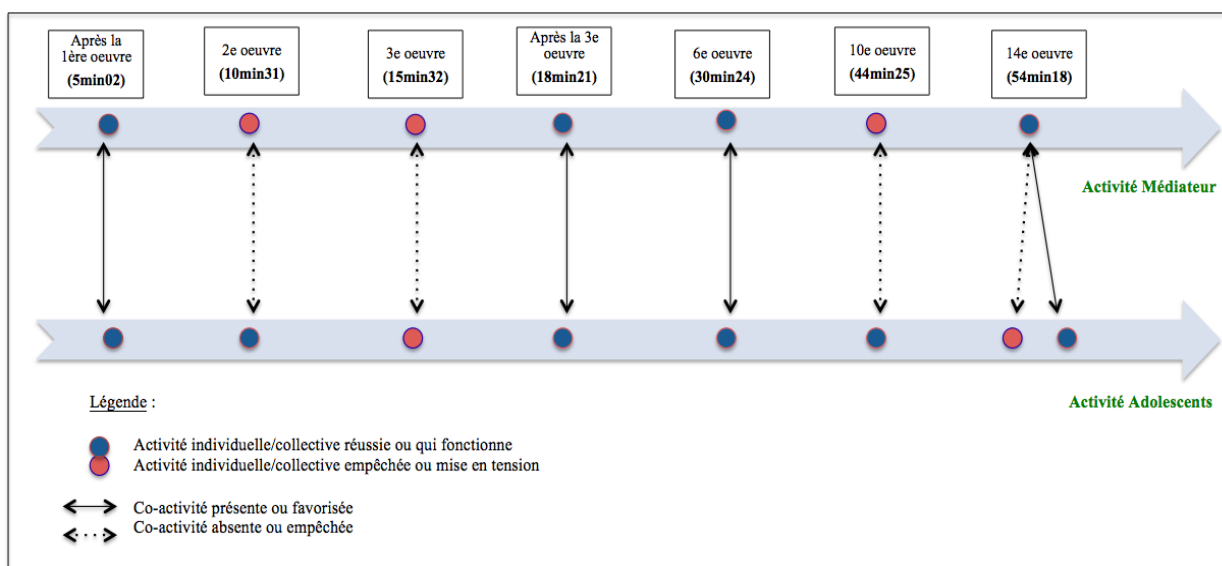 Après la
1ère oeuvre
(5min02)
2e oeuvre
(10min31)
3e oeuvre
(15min32)
Après la 3e
oeuvre
(18min21)
6e oeuvre
(30min24)
10e oeuvre
(44min25)
14e oeuvre
(54min18)
Activité Médiateur
Activité Adolescents
Légende :
Activité individuelle/collective réussie ou qui fonctionne
Activité individuelle/collective empêchée ou mise en tension
Co-activité présente ou favorisée
Co-activité absente ou empêchée